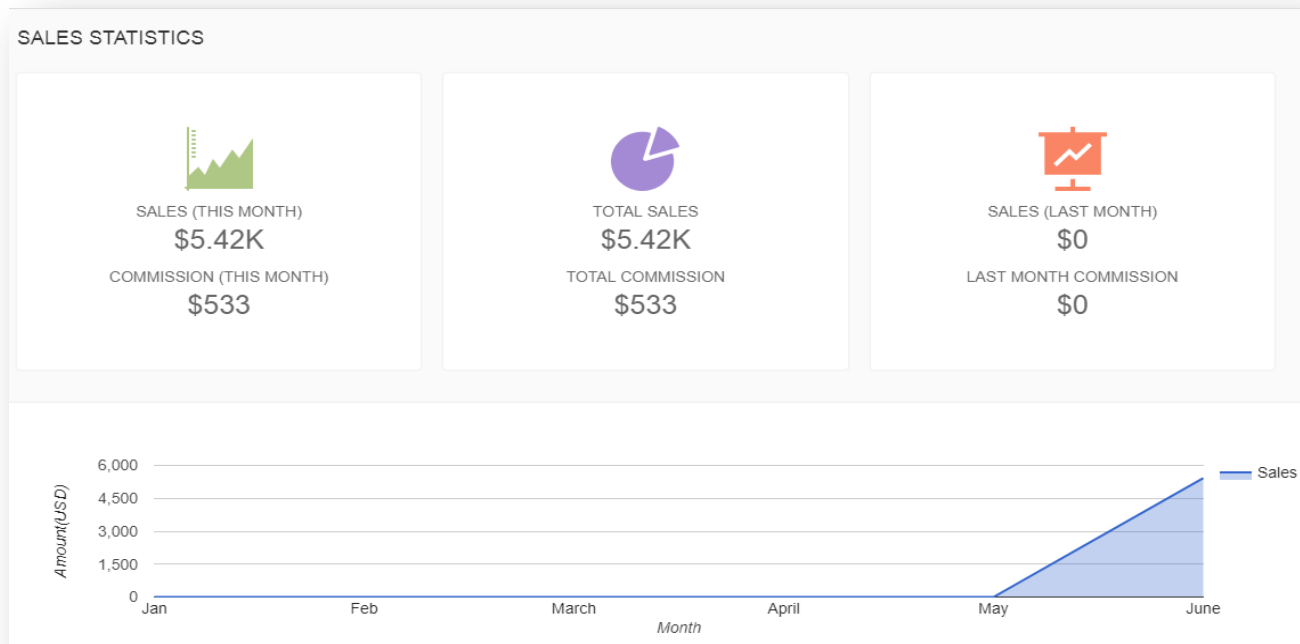 SALES STATISTICS
SALES (THIS MONTH)
$5.42K
COMMISSION (THIS MONTH)
$533
TOTAL SALES
$5.42K
TOTAL COMMISSION
$533
SALES (LAST MONTH)
$0
LAST MONTH COMMISSION
$0
6,000
4,500
3,000
1,500
0
Amount(USD)
Jan Feb March April May June
Month
Sales